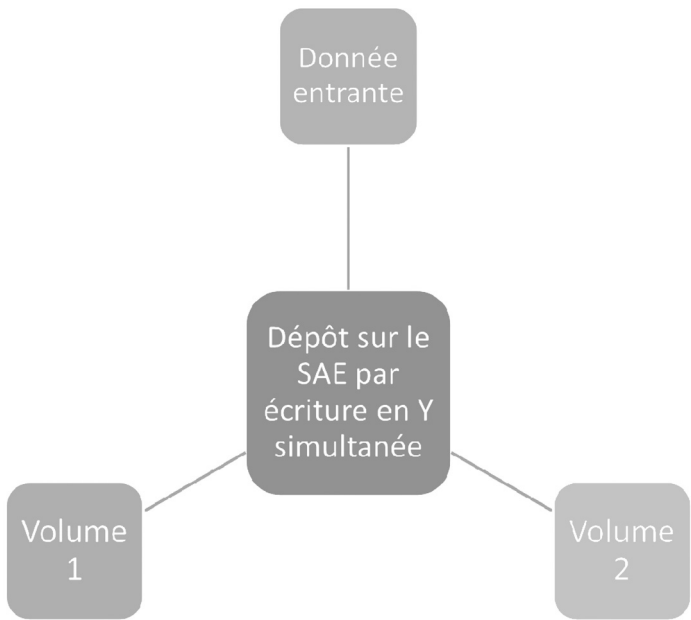 Donnée
entrante
Dépôt sur le
SAE par
écriture en Y
simultanée
Volume
1
Volume
2